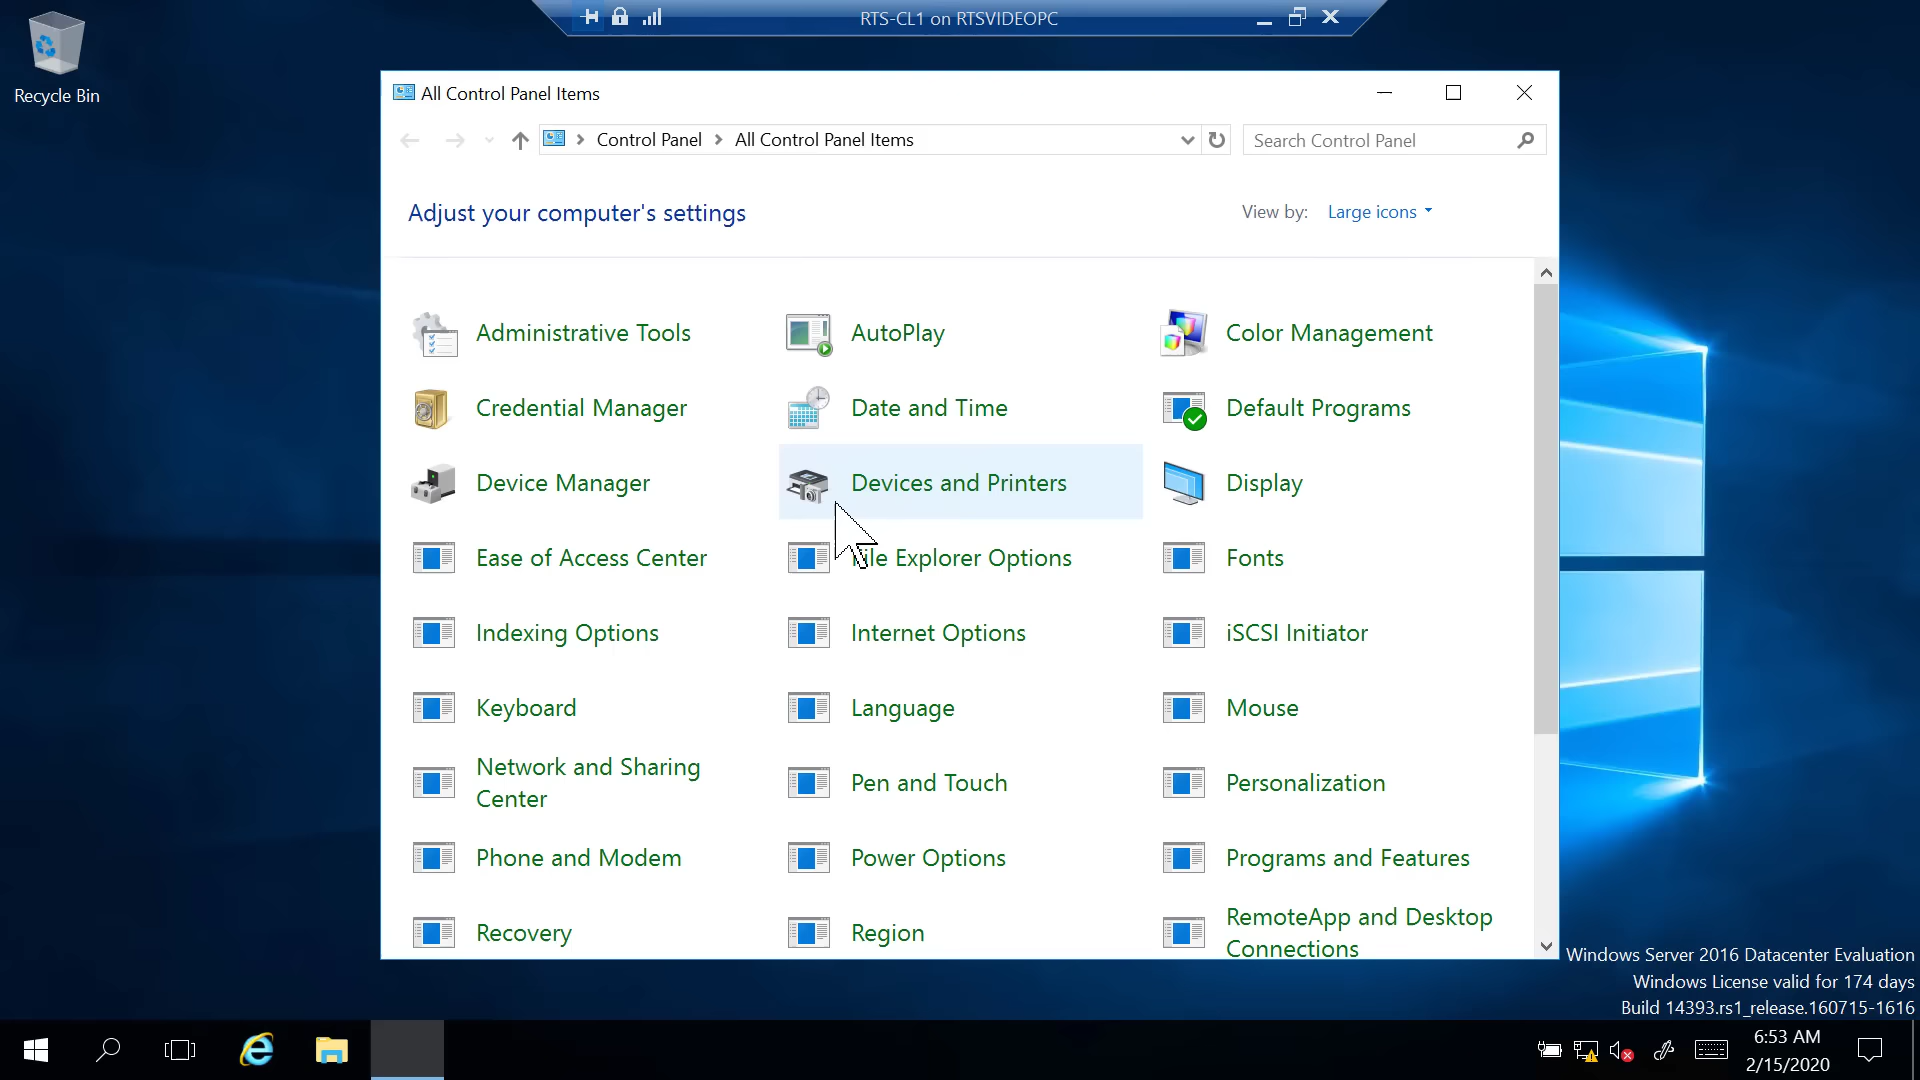 RTS-CL1 on RTSVIDEOPC
Recycle Bin
All Control Panel Items
Control Panel All Control Panel Items
Search Control Panel
Adjust your computer's settings
View by: Large icons
Administrative Tools
AutoPlay
Color Management
Credential Manager
Date and Time
Default Programs
Device Manager
Devices and Printers
Display
Ease of Access Center
File Explorer Options
Fonts
Indexing Options
Internet Options
iSCSI Initiator
Keyboard
Language
Mouse
Network and Sharing
Center
Pen and Touch
Personalization
Phone and Modem
Power Options
Programs and Features
Recovery
Region
RemoteApp and Desktop
Connections
Windows Server 2016 Datacenter Evaluation
Windows License valid for 174 days
Build 14393.rs1_release.160715-1616
6:53 AM
2/15/2020